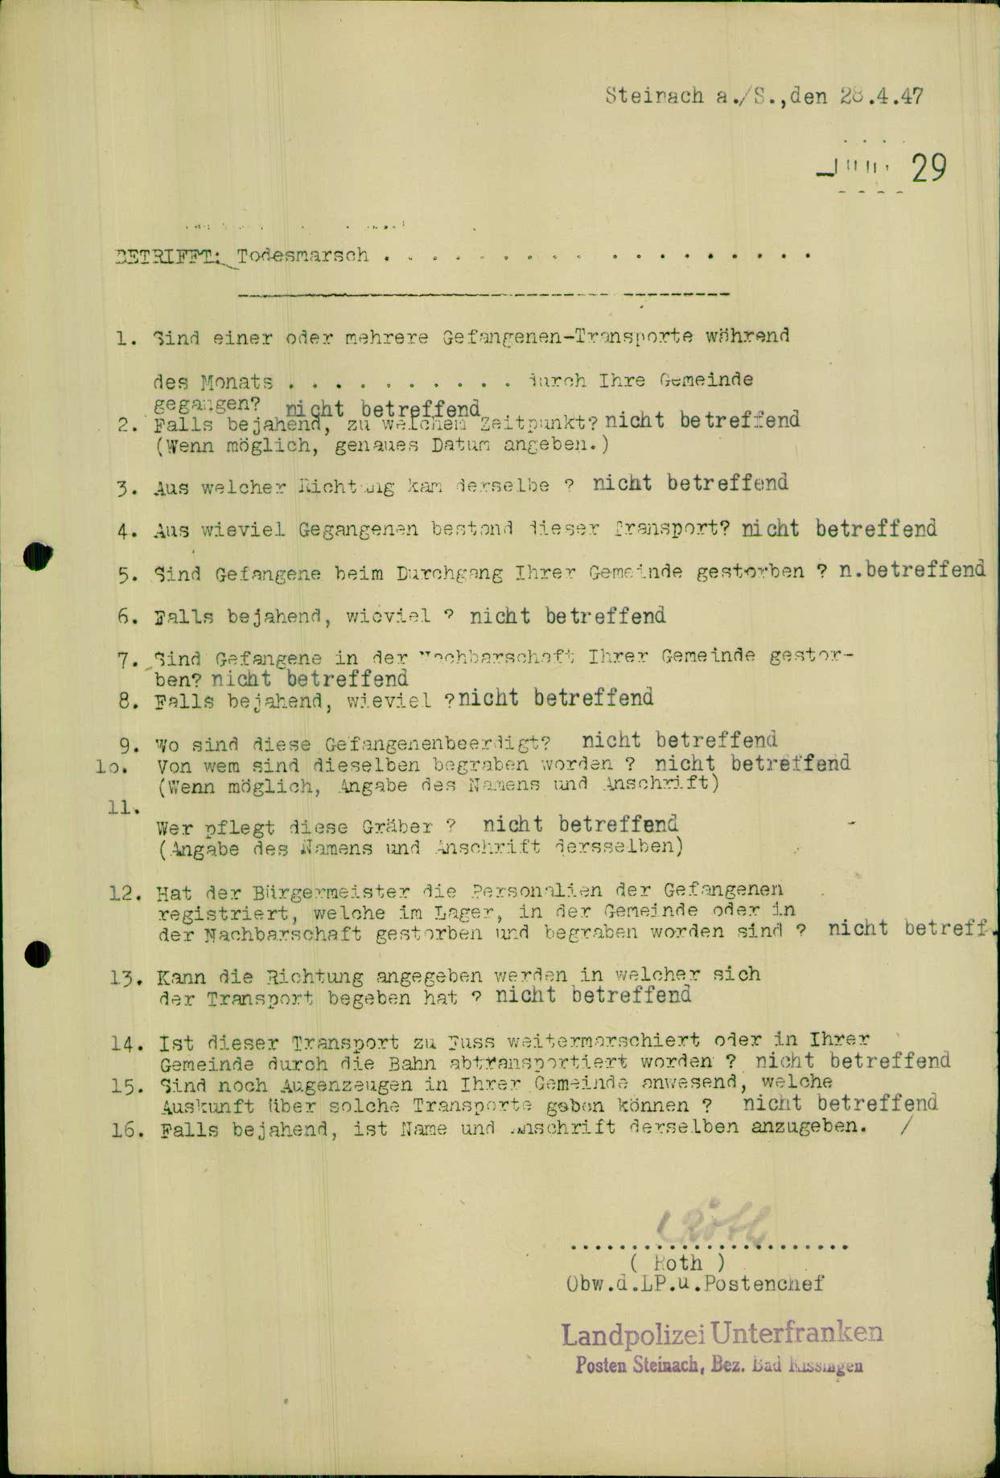 Steinach a./S.,den 28.4.47
29
BETRIFFT: Todesmarsch . . . . . . . . . . . . . . . . . .
1. Sind einer oder mehrere Gefangenen-Transporte während
des Monats . . . . . . . . . . durch Ihre Gemeinde
gegangen? nicht betreffend
2. Falls bejahend, zu welchem Zeitpunkt? nicht betreffend
(Wenn möglich, genaues Datum angeben.)
3. Aus welcher Richtung kam derselbe ? nicht betreffend
4. Aus wieviel Gegangenen bestand dieser Transport? nicht betreffend
5. Sind Gefangene beim Durchgang Ihrer Gemeinde gestorben ? n.betreffend
6. Falls bejahend, wieviel ? nicht betreffend
7. Sind Gefangene in der Nachbarschaft Ihrer Gemeinde gestor-
ben? nicht betreffend
8. Falls bejahend, wieviel ?nicht betreffend
9. Wo sind diese Gefangenenbeerdigt? nicht betreffend
1o. Von wem sind dieselben begraben worden ? nicht betreffend
(Wenn möglich, Angabe des Namens und Anschrift)
11.
Wer pflegt diese Gräber ? nicht betreffend
(Angabe des Namens und Anschrift dersselben)
12. Hat der Bürgermeister die Personalien der Gefangenen
registriert, welche im Lager, in der Gemeinde oder in
der Nachbarschaft gestorben und begraben worden sind ? nicht betreff.
13. Kann die Richtung angegeben werden in welcher sich
der Transport begeben hat ? nicht betreffend
14. Ist dieser Transport zu Fuss weitermarschiert oder in Ihrer
Gemeinde durch die Bahn abtransportiert worden ? nicht betreffend
15. Sind noch Augenzeugen in Ihrer Gemeinde anwesend, welche
Auskunft über solche Transporte geben können ? nicht betreffend
16. Falls bejahend, ist Name und Anschrift derselben anzugeben. /
Roth
........................
( Roth )
Obw.d.LP.u.Postenchef
Landpolizei Unterfranken
Posten Steinach, Bez. Bad Kissingen